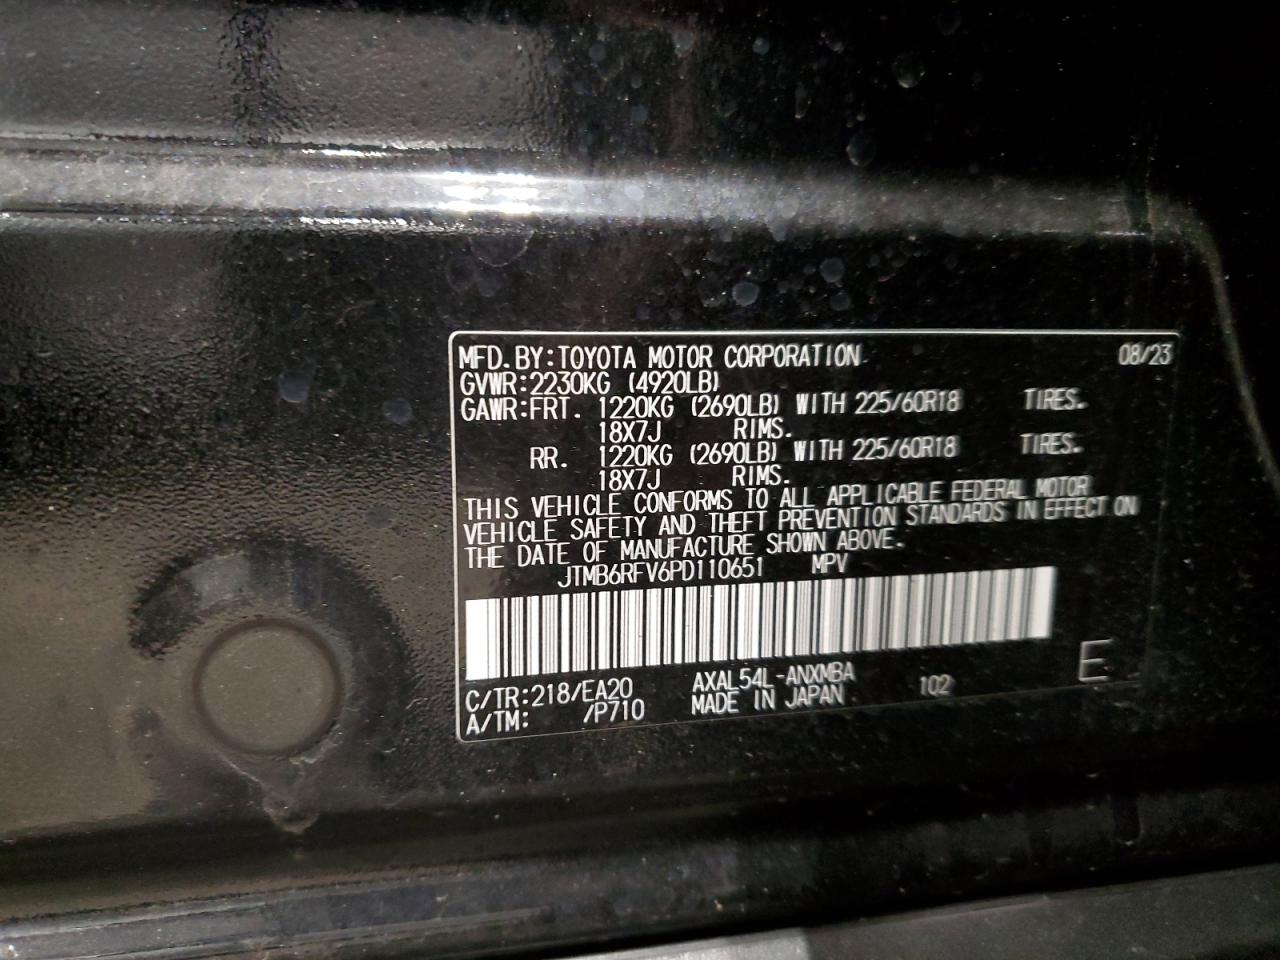 MFD. BY: TOYOTA MOTOR CORPORATION 08/23
GVWR: 2230KG (4920LB)
GAWR: FRT. 1220KG (2690LB) WITH 225/60R18 TIRES.
18X7J RIMS.
RR. 1220KG (2690LB) WITH 225/60R18 TIRES.
18X7J RIMS.
THIS VEHICLE CONFORMS TO ALL APPLICABLE FEDERAL MOTOR
VEHICLE SAFETY AND THEFT PREVENTION STANDARDS IN EFFECT ON
THE DATE OF MANUFACTURE SHOWN ABOVE.
JTMB6RFV6PD110651 MPV
E
C/TR: 218/EA20 AXAL54L-ANXMBA 102
A/TM: /P710 MADE IN JAPAN